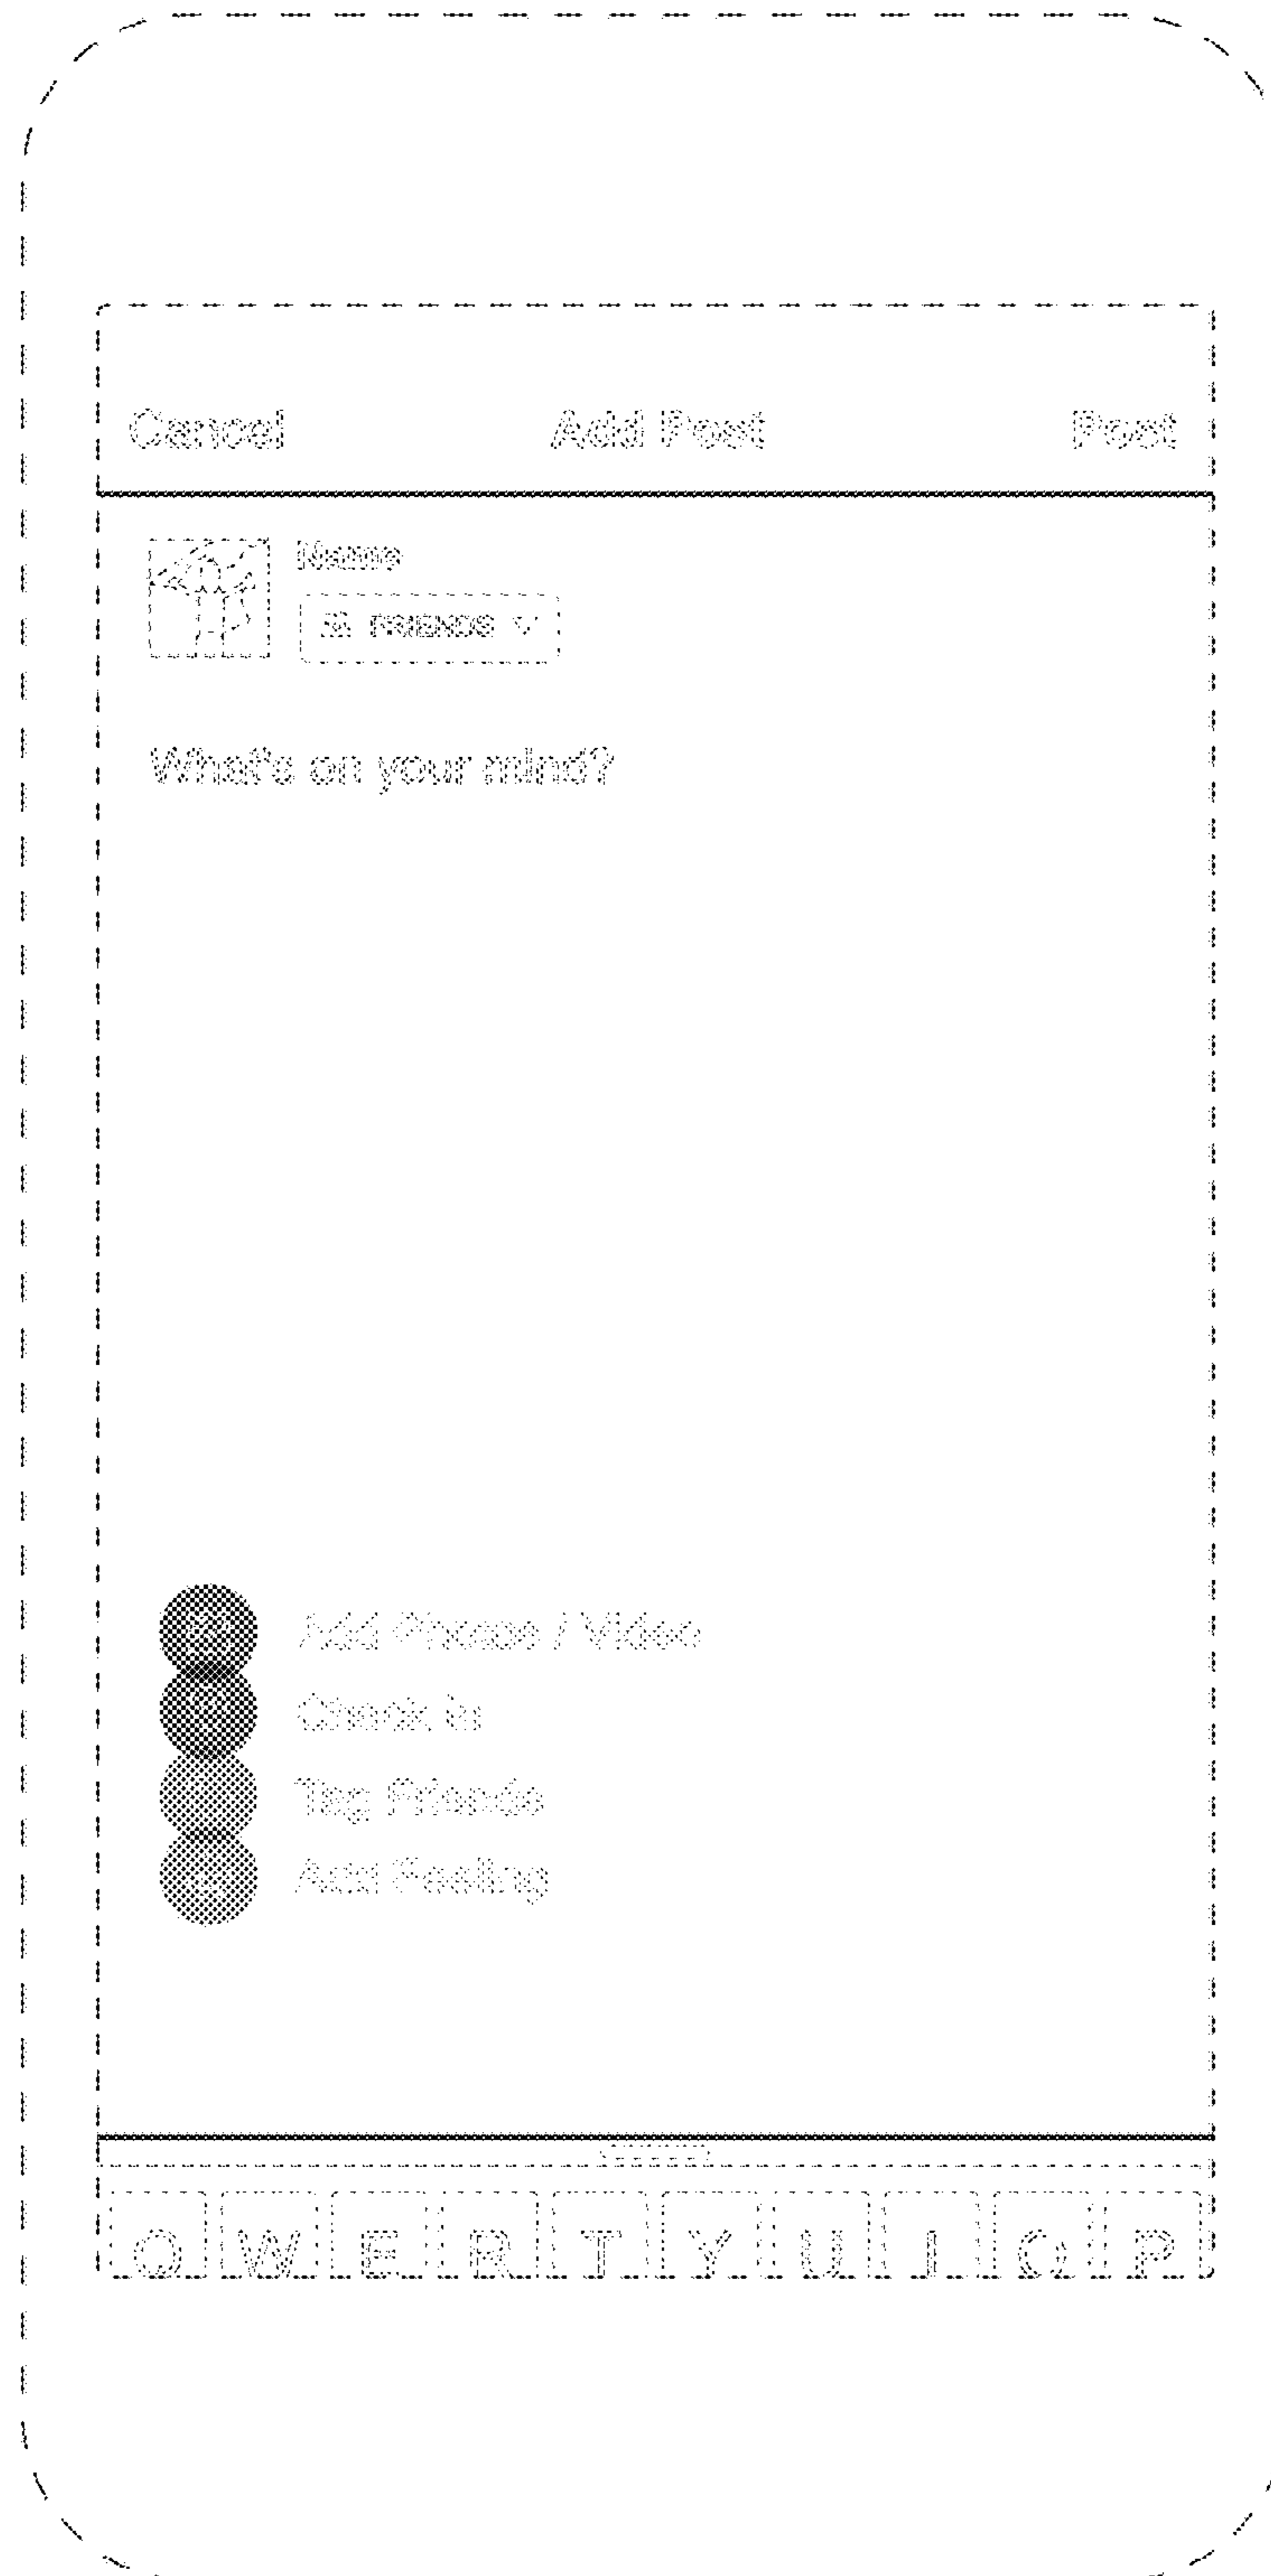 Cancel Add Post Post
Name
FRIENDS
What's on your mind?
Add Photos / Video
Check in
Tag Friends
Add Feeling
Q W E R T Y U I O P